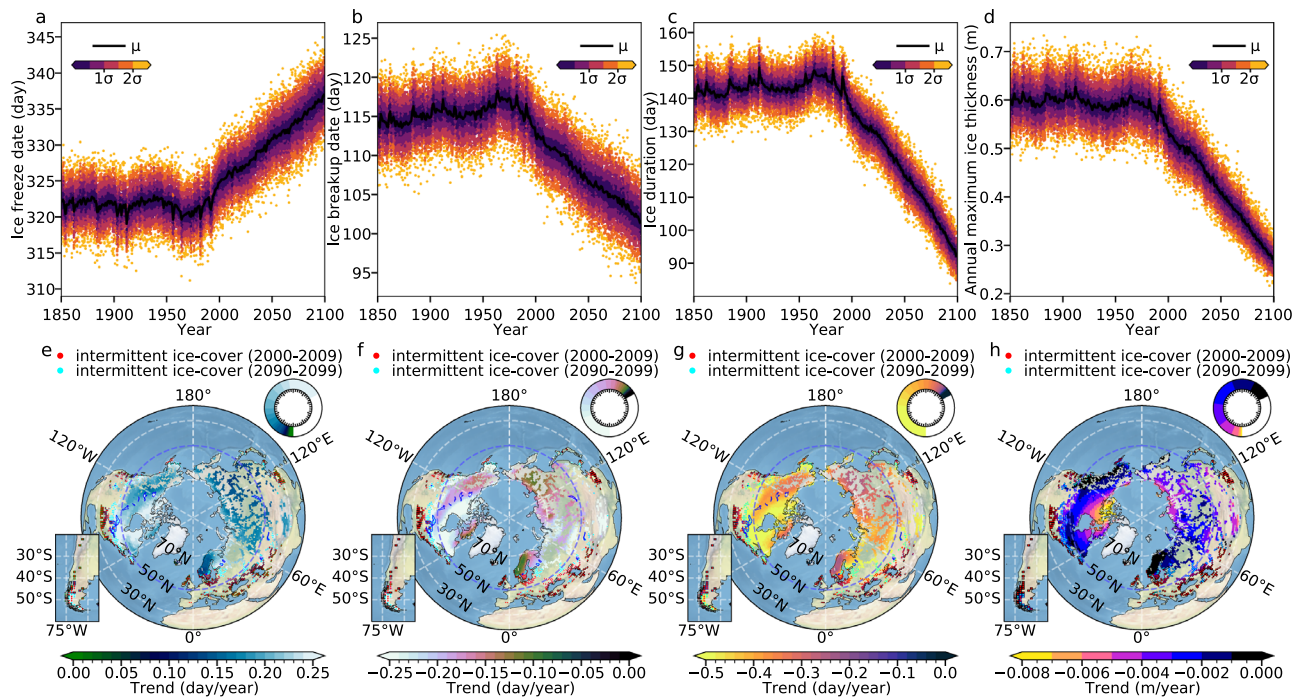 a
Ice freeze date (day)
345
340
335
330
325
320
315
310
μ
1σ 2σ
1850 1900 1950 2000 2050 2100
Year
b
Ice breakup date (day)
125
120
115
110
105
100
95
μ
1σ 2σ
1850 1900 1950 2000 2050 2100
Year
c
Ice duration (day)
160
150
140
130
120
110
100
90
μ
1σ 2σ
1850 1900 1950 2000 2050 2100
Year
d
Annual maximum ice thickness (m)
0.7
0.6
0.5
0.4
0.3
0.2
μ
1σ 2σ
1850 1900 1950 2000 2050 2100
Year
e
intermittent ice-cover (2000-2009)
intermittent ice-cover (2090-2099)
180°
120°W
120°E
70°N
50°N
30°N
60°E
0°
30°S
40°S
50°S
75°W
0.00 0.05 0.10 0.15 0.20 0.25
Trend (day/year)
f
intermittent ice-cover (2000-2009)
intermittent ice-cover (2090-2099)
180°
120°W
120°E
70°N
50°N
30°N
60°E
0°
30°S
40°S
50°S
75°W
−0.25 −0.20 −0.15 −0.10 −0.05 0.00
Trend (day/year)
g
intermittent ice-cover (2000-2009)
intermittent ice-cover (2090-2099)
180°
120°W
120°E
70°N
50°N
30°N
60°E
0°
30°S
40°S
50°S
75°W
−0.5 −0.4 −0.3 −0.2 −0.1 0.0
Trend (day/year)
h
intermittent ice-cover (2000-2009)
intermittent ice-cover (2090-2099)
180°
120°W
120°E
70°N
50°N
30°N
60°E
0°
30°S
40°S
50°S
75°W
−0.008 −0.006 −0.004 −0.002 0.000
Trend (m/year)